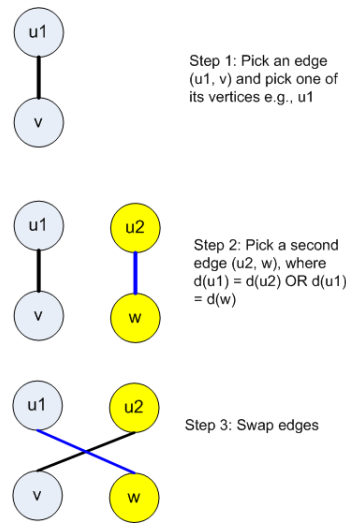 u1
Step 1: Pick an edge
(u1, v) and pick one of
its vertices e.g., u1
v
u1
u2
Step 2: Pick a second
edge (u2, w), where
d(u1) = d(u2) OR d(u1)
= d(w)
v
w
u1
u2
Step 3: Swap edges
v
w